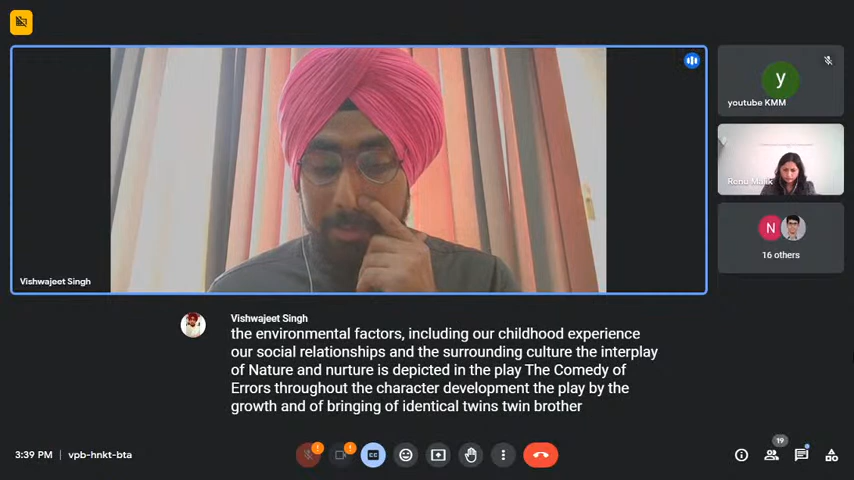 y
youtube KMM
Renu Malik
N
16 others
Vishwajeet Singh
Vishwajeet Singh
the environmental factors, including our childhood experience
our social relationships and the surrounding culture the interplay
of Nature and nurture is depicted in the play The Comedy of
Errors throughout the character development the play by the
growth and of bringing of identical twins twin brother
3:39 PM | vpb-hnkt-bta
!
!
CC
19